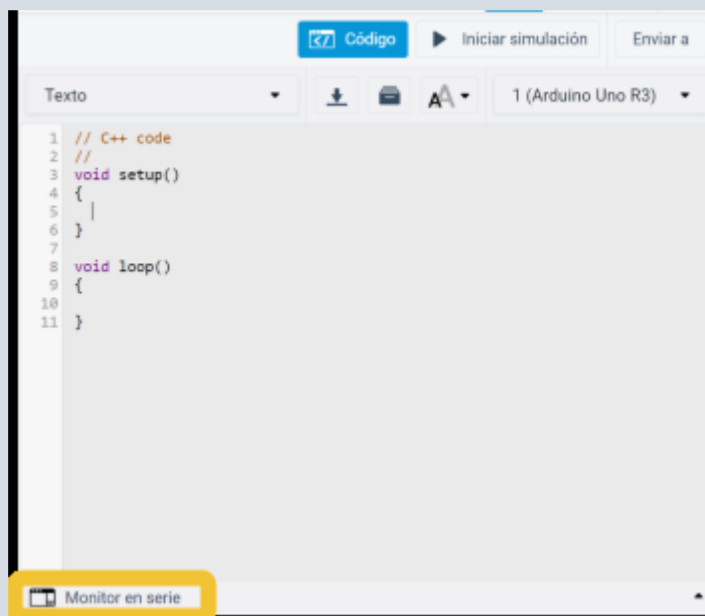 </> Código Iniciar simulación Enviar a
Texto AA 1 (Arduino Uno R3)
1 // C++ code
2 //
3 void setup()
4 {
5
6 }
7
8 void loop()
9 {
10
11 }
Monitor en serie